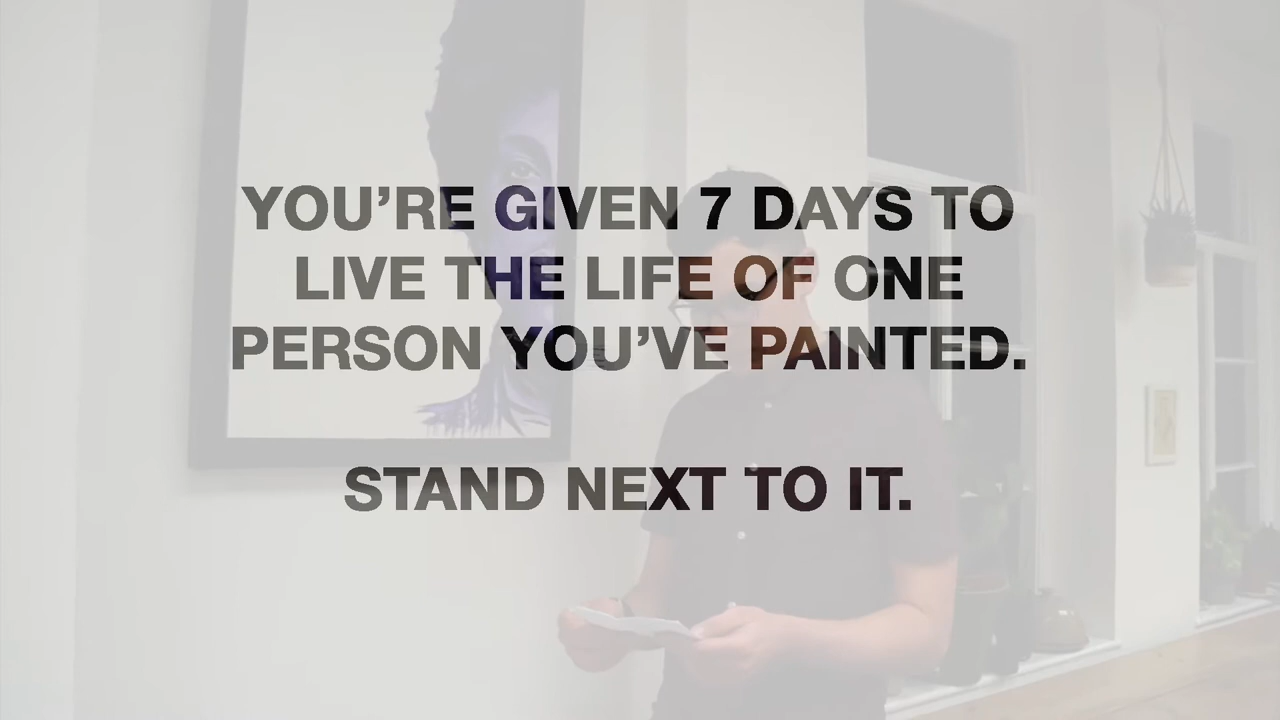 YOU’RE GIVEN 7 DAYS TO
LIVE THE LIFE OF ONE
PERSON YOU’VE PAINTED.
STAND NEXT TO IT.